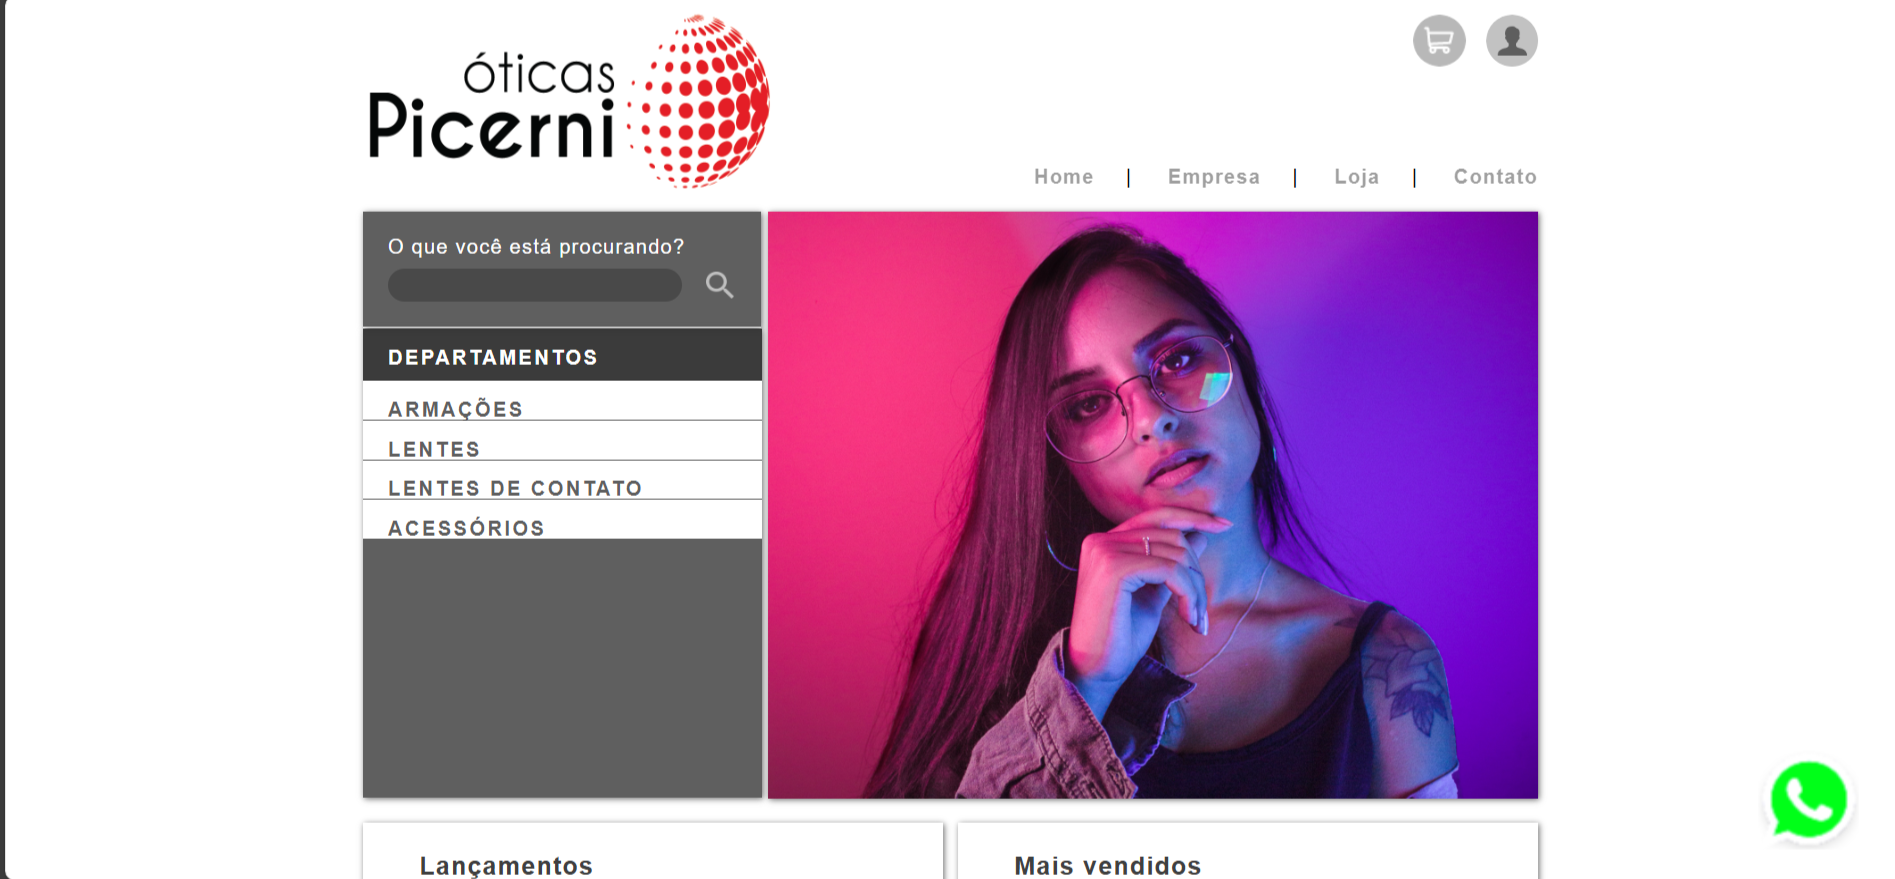 óticas
Picerni
Home | Empresa | Loja | Contato
O que você está procurando?
DEPARTAMENTOS
ARMAÇÕES
LENTES
LENTES DE CONTATO
ACESSÓRIOS
Lançamentos
Mais vendidos